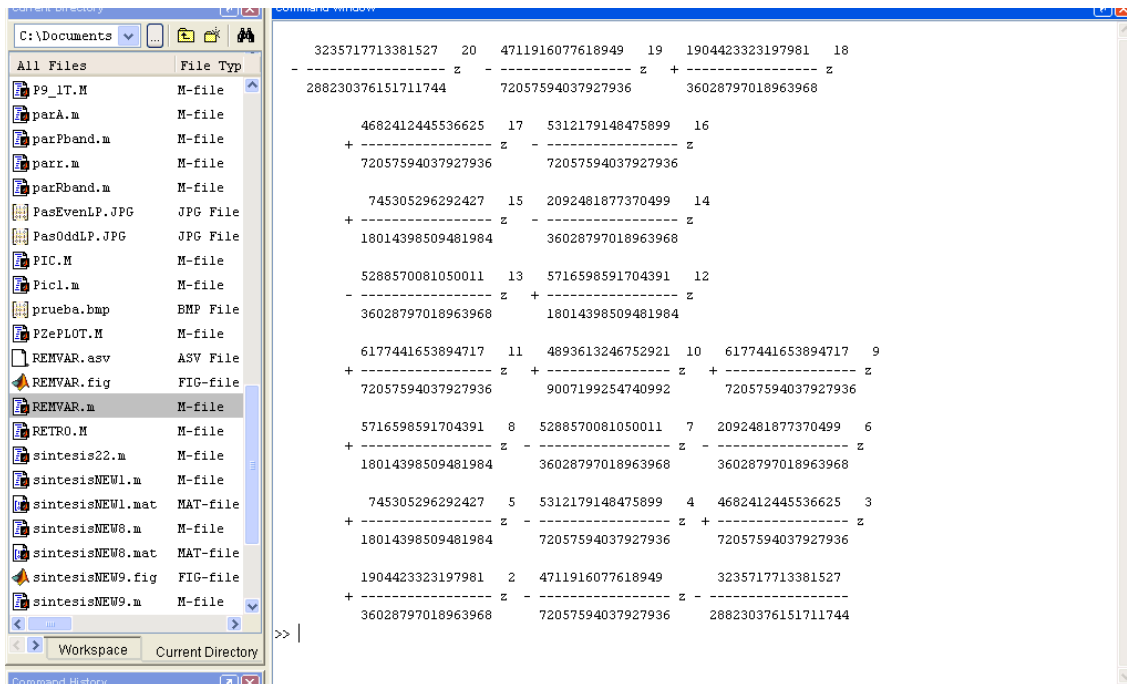 Current Directory
C:\Documents ...
All Files File Typ
P9_1T.M M-file
parA.m M-file
parPband.m M-file
parr.m M-file
parRband.m M-file
PasEvenLP.JPG JPG File
PasOddLP.JPG JPG File
PIC.M M-file
Pic1.m M-file
prueba.bmp BMP File
PZePLOT.M M-file
REMVAR.asv ASV File
REMVAR.fig FIG-file
REMVAR.m M-file
RETRO.M M-file
sintesis22.m M-file
sintesisNEW1.m M-file
sintesisNEW1.mat MAT-file
sintesisNEW8.m M-file
sintesisNEW8.mat MAT-file
sintesisNEW9.fig FIG-file
sintesisNEW9.m M-file
Workspace Current Directory
Command History
Command Window
3235717713381527 20 4711916077618949 19 1904423323197981 18
- ------------------ z - ----------------- z + ----------------- z
288230376151711744 72057594037927936 36028797018963968
4682412445536625 17 5312179148475899 16
+ ----------------- z - ----------------- z
72057594037927936 72057594037927936
745305296292427 15 2092481877370499 14
+ ----------------- z - ----------------- z
18014398509481984 36028797018963968
5288570081050011 13 5716598591704391 12
- ----------------- z + ----------------- z
36028797018963968 18014398509481984
6177441653894717 11 4893613246752921 10 6177441653894717 9
+ ----------------- z + ----------------- z + ----------------- z
72057594037927936 9007199254740992 72057594037927936
5716598591704391 8 5288570081050011 7 2092481877370499 6
+ ----------------- z - ----------------- z - ----------------- z
18014398509481984 36028797018963968 36028797018963968
745305296292427 5 5312179148475899 4 4682412445536625 3
+ ----------------- z - ----------------- z + ----------------- z
18014398509481984 72057594037927936 72057594037927936
1904423323197981 2 4711916077618949 3235717713381527
+ ----------------- z - ----------------- z - ------------------
36028797018963968 72057594037927936 288230376151711744
>>